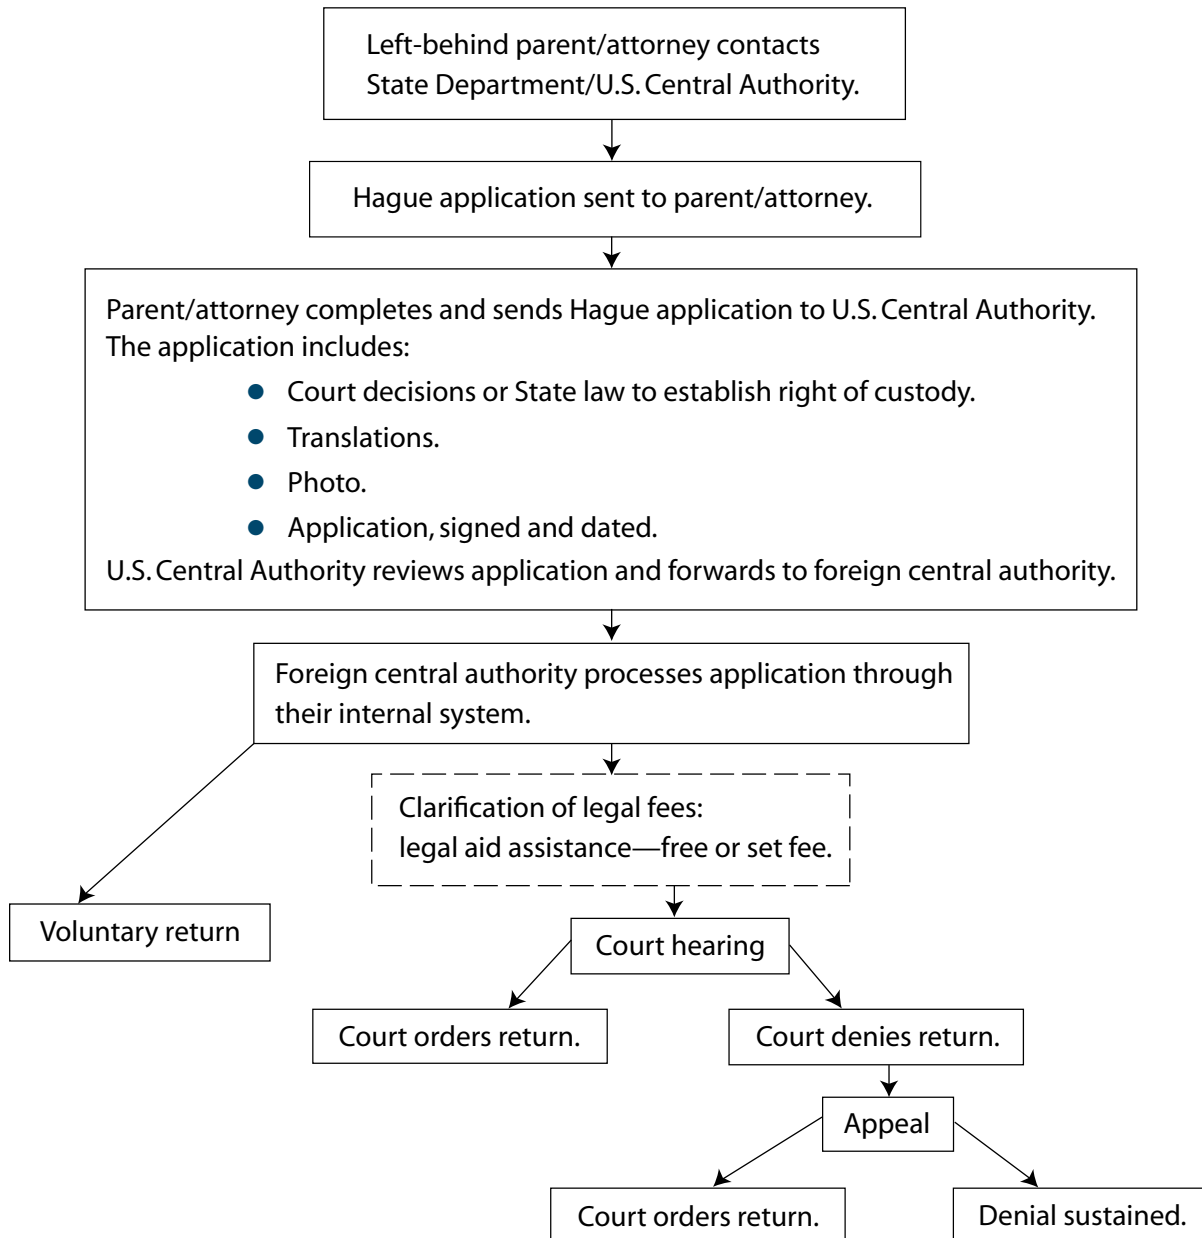 Left-behind parent/attorney contacts
State Department/U.S. Central Authority.
Hague application sent to parent/attorney.
Parent/attorney completes and sends Hague application to U.S. Central Authority.
The application includes:
● Court decisions or State law to establish right of custody.
● Translations.
● Photo.
● Application, signed and dated.
U.S. Central Authority reviews application and forwards to foreign central authority.
Foreign central authority processes application through
their internal system.
Clarification of legal fees:
legal aid assistance—free or set fee.
Voluntary return
Court hearing
Court orders return.
Court denies return.
Appeal
Court orders return.
Denial sustained.